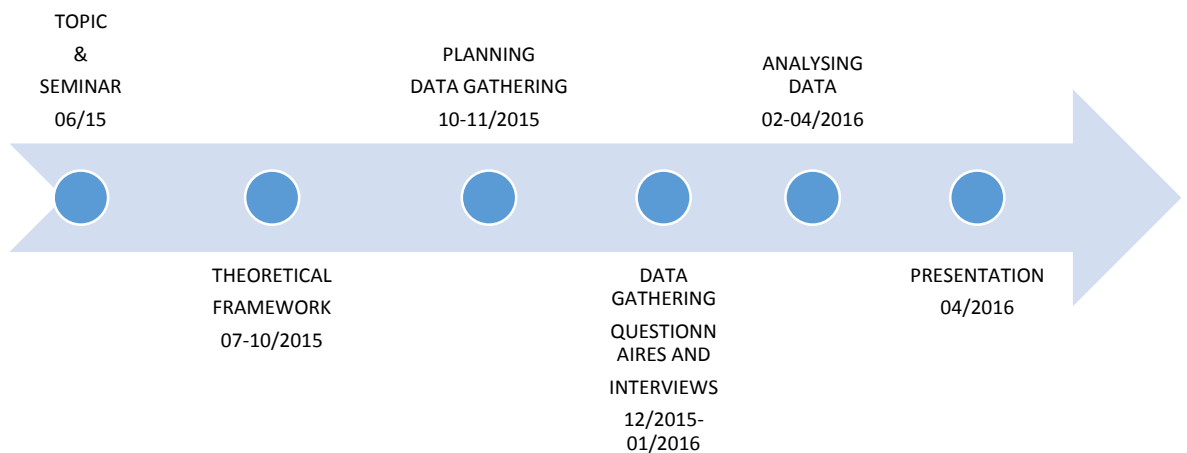 TOPIC
&
SEMINAR
06/15
THEORETICAL
FRAMEWORK
07-10/2015
PLANNING
DATA GATHERING
10-11/2015
DATA
GATHERING
QUESTIONN
AIRES AND
INTERVIEWS
12/2015-
01/2016
ANALYSING
DATA
02-04/2016
PRESENTATION
04/2016